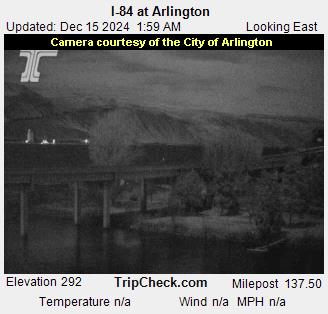 I-84 at Arlington
Updated: Dec 15 2024 1:59 AM Looking East
Camera courtesy of the City of Arlington
Elevation 292 TripCheck.com Milepost 137.50
Temperature n/a Wind n/a MPH n/a